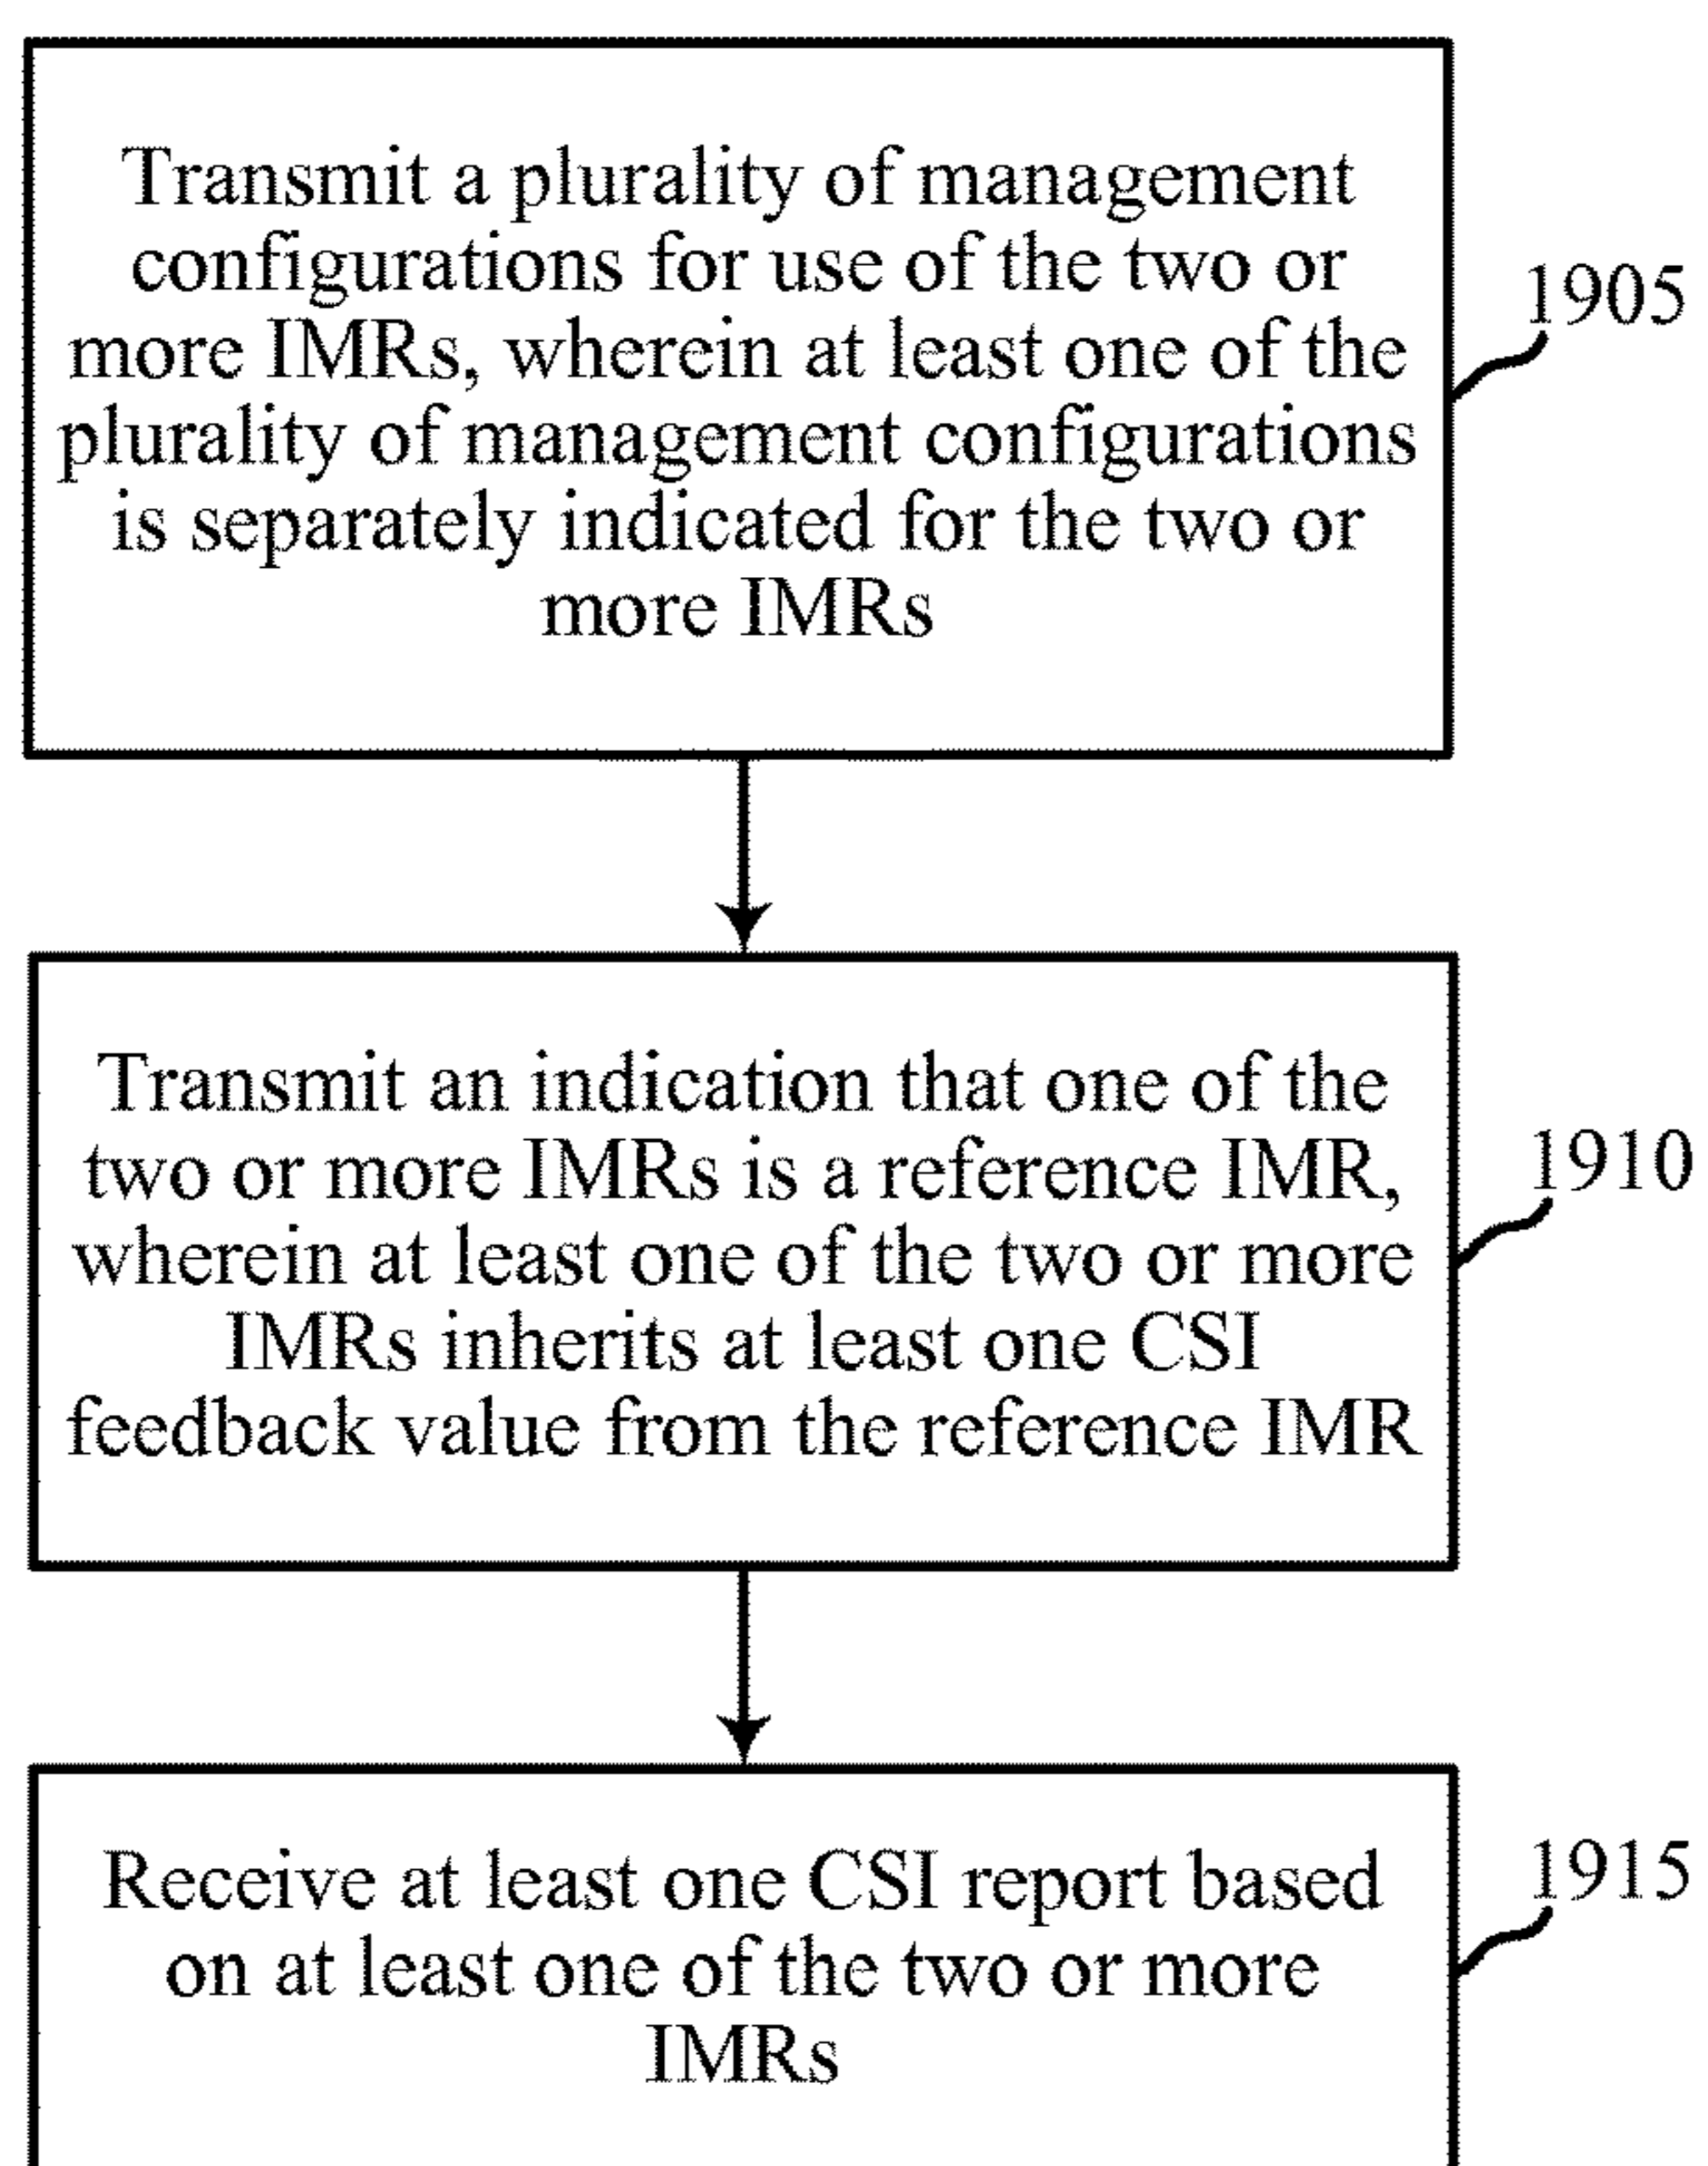 Transmit a plurality of management
configurations for use of the two or
more IMRs, wherein at least one of the
plurality of management configurations
is separately indicated for the two or
more IMRs
1905
Transmit an indication that one of the
two or more IMRs is a reference IMR,
wherein at least one of the two or more
IMRs inherits at least one CSI
feedback value from the reference IMR
1910
Receive at least one CSI report based
on at least one of the two or more
IMRs
1915